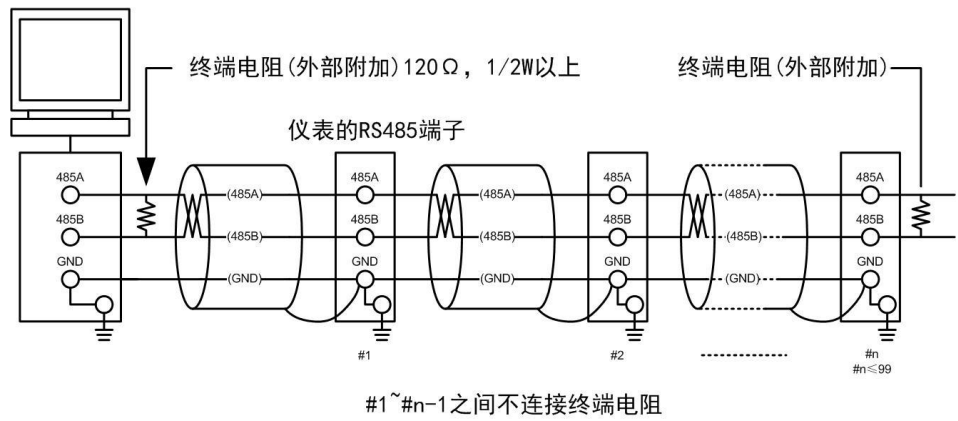 终端电阻(外部附加)120Ω，1/2W以上
终端电阻(外部附加)
仪表的RS485端子
485A
(485A)
485A
(485A)
485A
(485A)
485A
485B
(485B)
485B
(485B)
485B
(485B)
485B
GND
(GND)
GND
(GND)
GND
(GND)
GND
#1
#2
#n
#n≤99
#1~#n-1之间不连接终端电阻